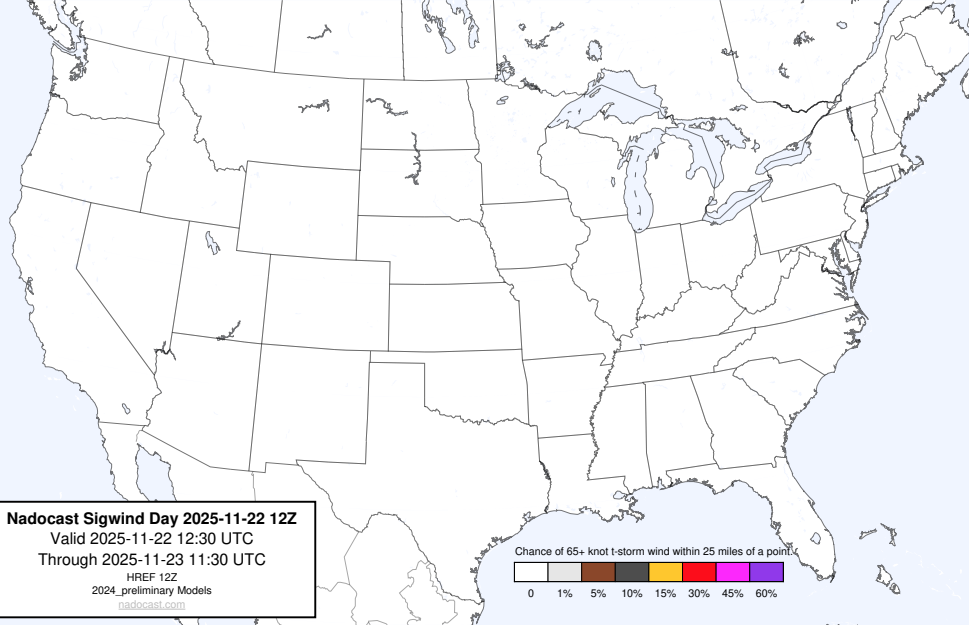 Nadocast Sigwind Day 2025-11-22 12Z
Valid 2025-11-22 12:30 UTC
Through 2025-11-23 11:30 UTC
HREF 12Z
2024_preliminary Models
nadocast.com
Chance of 65+ knot t-storm wind within 25 miles of a point.
0 1% 5% 10% 15% 30% 45% 60%